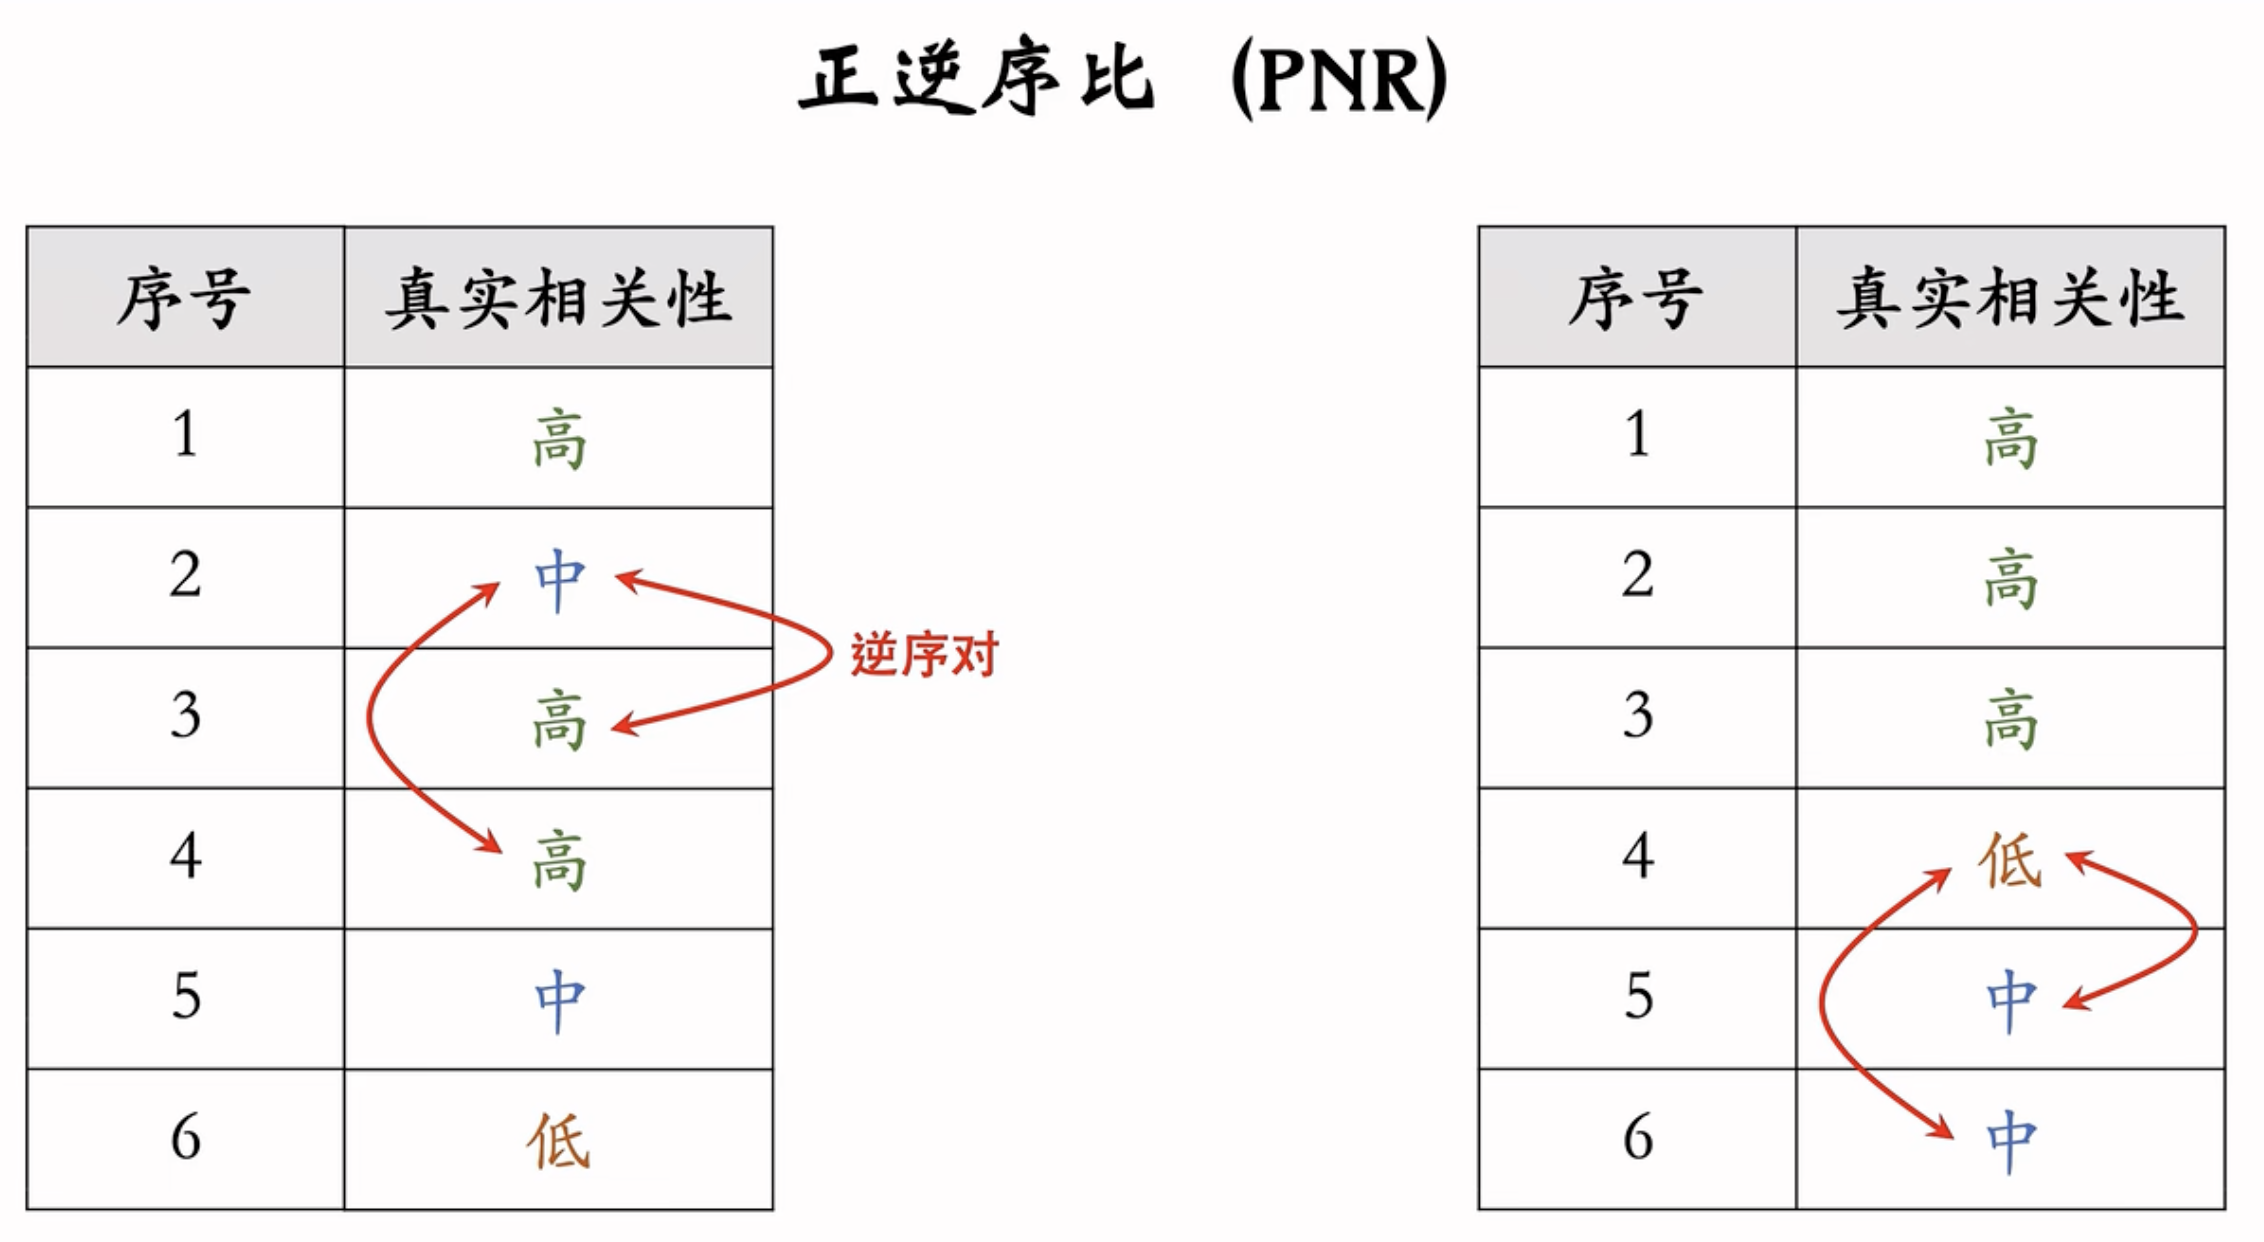 正逆序比 (PNR)
序号 真实相关性
1 高
2 中
3 高
4 高
5 中
6 低
逆序对
序号 真实相关性
1 高
2 高
3 高
4 低
5 中
6 中